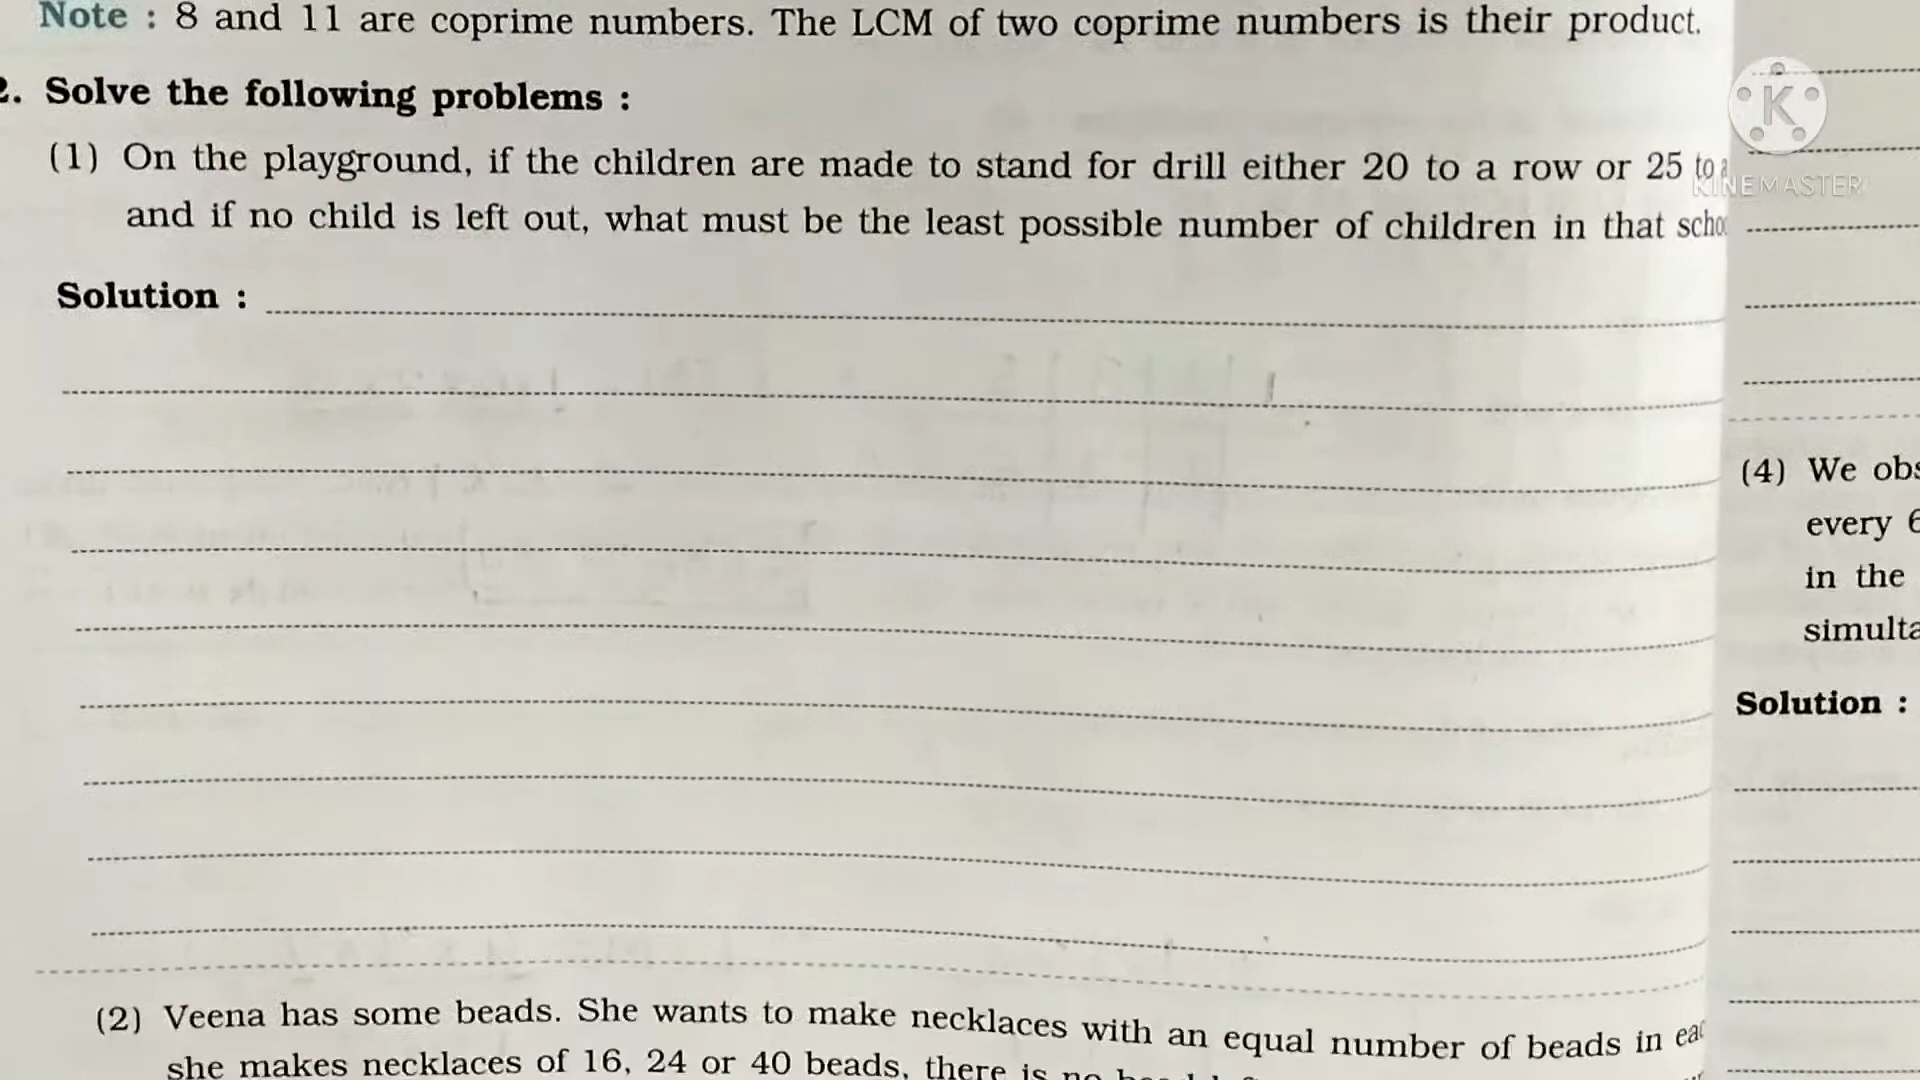 Note : 8 and 11 are coprime numbers. The LCM of two coprime numbers is their product.
2. Solve the following problems :
(1) On the playground, if the children are made to stand for drill either 20 to a row or 25 to a
and if no child is left out, what must be the least possible number of children in that
Solution :
(2) Veena has some beads. She wants to make necklaces with an equal number of beads in
she makes necklaces of 16, 24 or 40 beads, there is no
K
KINEMASTER
(4) We
every 6
in the
Solution :